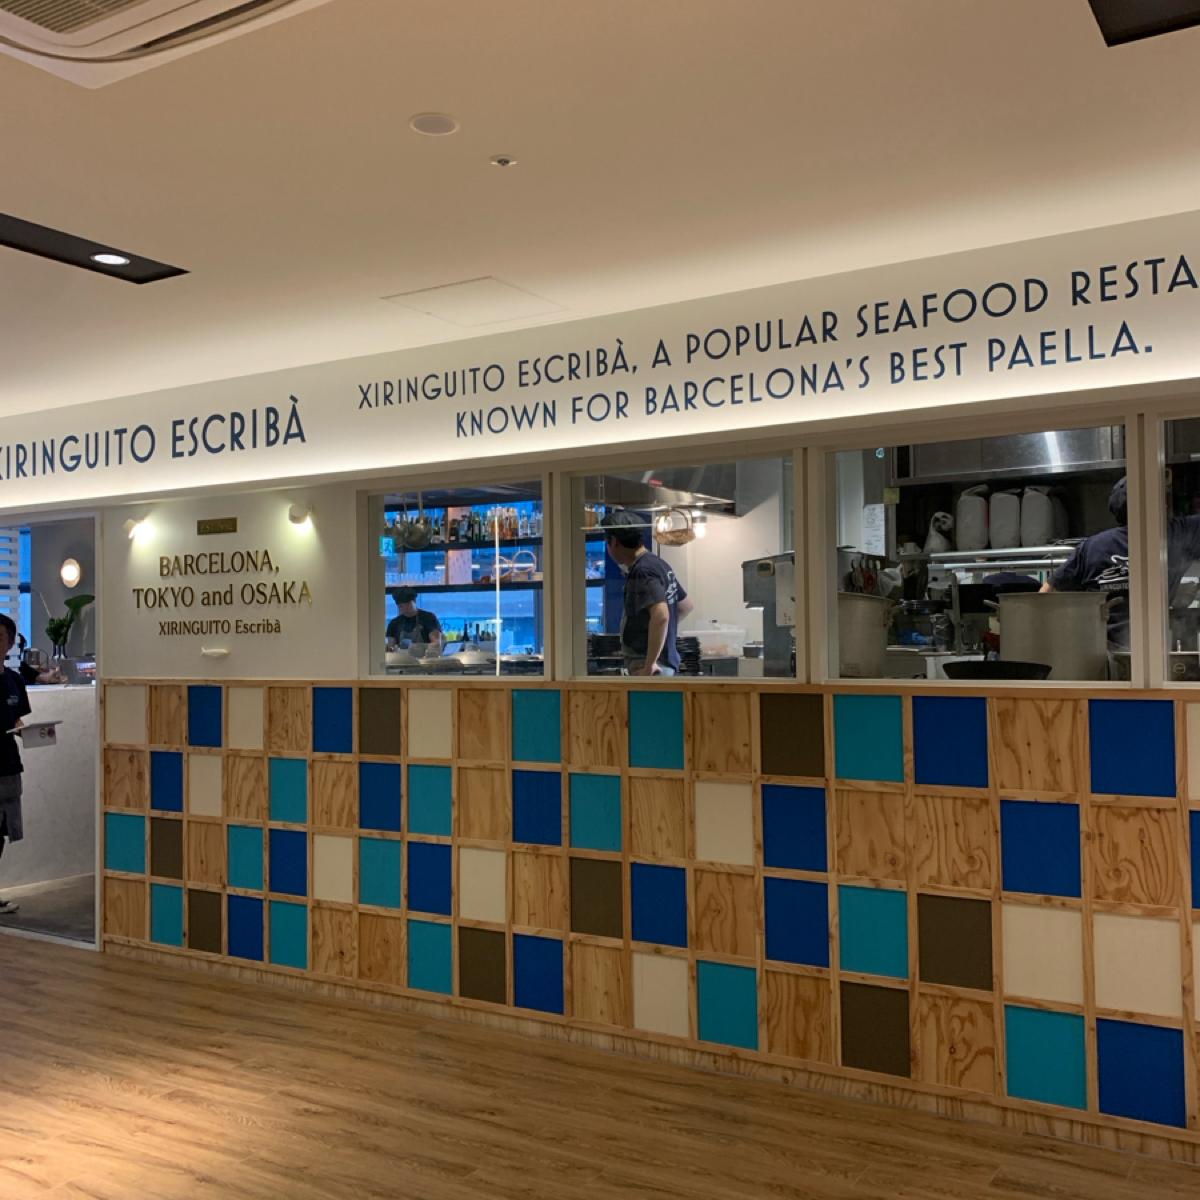 XIRINGUITO ESCRIBÀ
XIRINGUITO ESCRIBÀ, A POPULAR SEAFOOD RESTA
KNOWN FOR BARCELONA'S BEST PAELLA.
BARCELONA,
TOKYO and OSAKA
XIRINGUITO Escribà